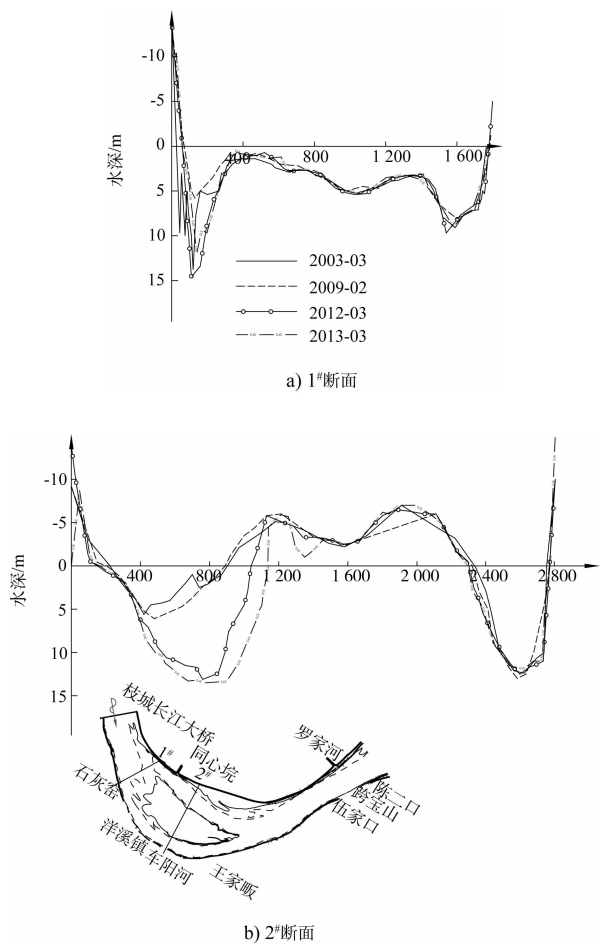 -10
-5
0
5
10
15
水深/m
400
800
1 200
1 600
2003-03
2009-02
2012-03
2013-03
a) 1#断面
-10
-5
0
5
10
15
水深/m
400
800
1 200
1 600
2 000
2 400
2 800
枝城长江大桥
1#
同心垸
2#
罗家河
石灰窑
陈二口
跨宝山
伍家口
洋溪镇
车阳河
王家畈
b) 2#断面